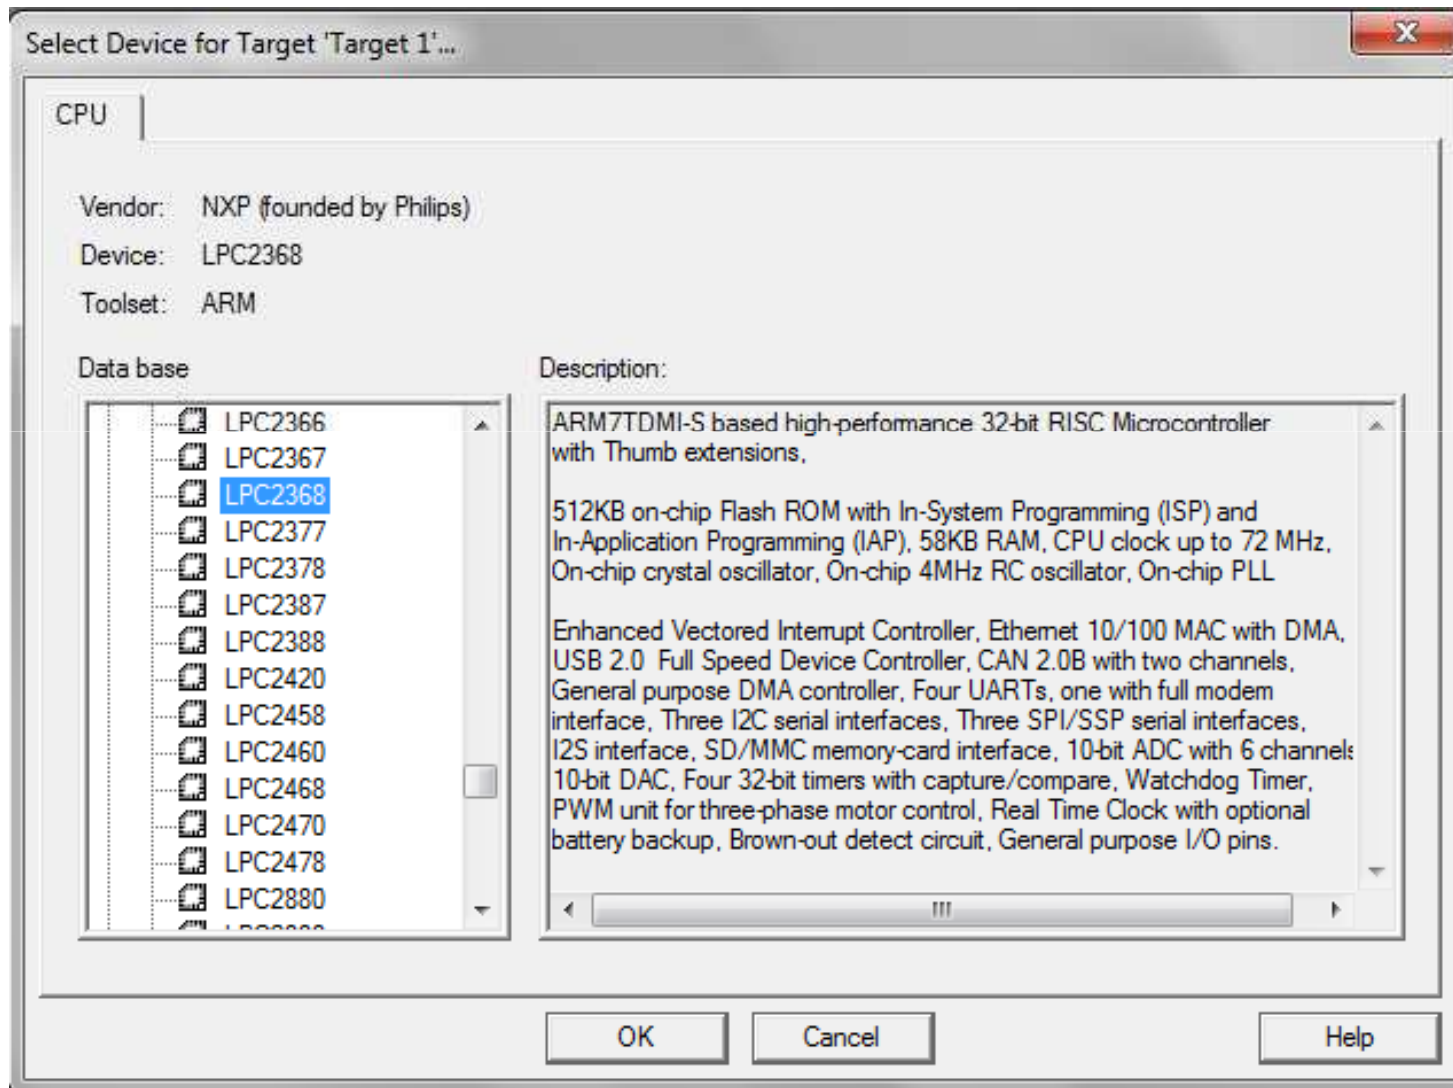 Select Device for Target 'Target 1'...
CPU
Vendor: NXP (founded by Philips)
Device: LPC2368
Toolset: ARM
Data base
LPC2366
LPC2367
LPC2368
LPC2377
LPC2378
LPC2387
LPC2388
LPC2420
LPC2458
LPC2460
LPC2468
LPC2470
LPC2478
LPC2880
Description:
ARM7TDMI-S based high-performance 32-bit RISC Microcontroller
with Thumb extensions,
512KB on-chip Flash ROM with In-System Programming (ISP) and
In-Application Programming (IAP), 58KB RAM, CPU clock up to 72 MHz,
On-chip crystal oscillator, On-chip 4MHz RC oscillator, On-chip PLL
Enhanced Vectored Interrupt Controller, Ethernet 10/100 MAC with DMA,
USB 2.0 Full Speed Device Controller, CAN 2.0B with two channels,
General purpose DMA controller, Four UARTs, one with full modem
interface, Three I2C serial interfaces, Three SPI/SSP serial interfaces,
I2S interface, SD/MMC memory-card interface, 10-bit ADC with 6 channels
10-bit DAC, Four 32-bit timers with capture/compare, Watchdog Timer,
PWM unit for three-phase motor control, Real Time Clock with optional
battery backup, Brown-out detect circuit, General purpose I/O pins.
OK
Cancel
Help